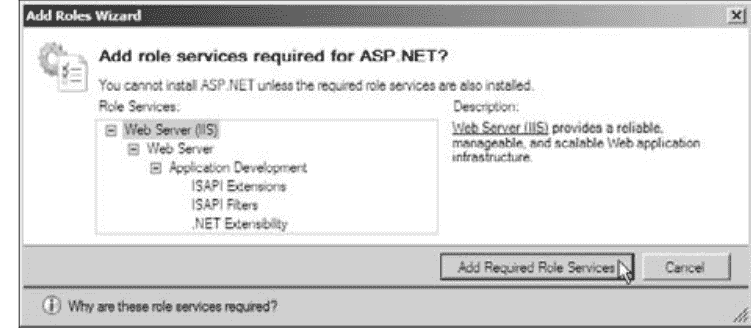 Add Roles Wizard
Add role services required for ASP.NET?
You cannot install ASP.NET unless the required role services are also installed.
Role Services:
Description:
Web Server (IIS)
Web Server
Application Development
ISAPI Extensions
ISAPI Filters
.NET Extensibility
Web Server (IIS) provides a reliable,
manageable, and scalable Web application
infrastructure.
Add Required Role Services
Cancel
Why are these role services required?